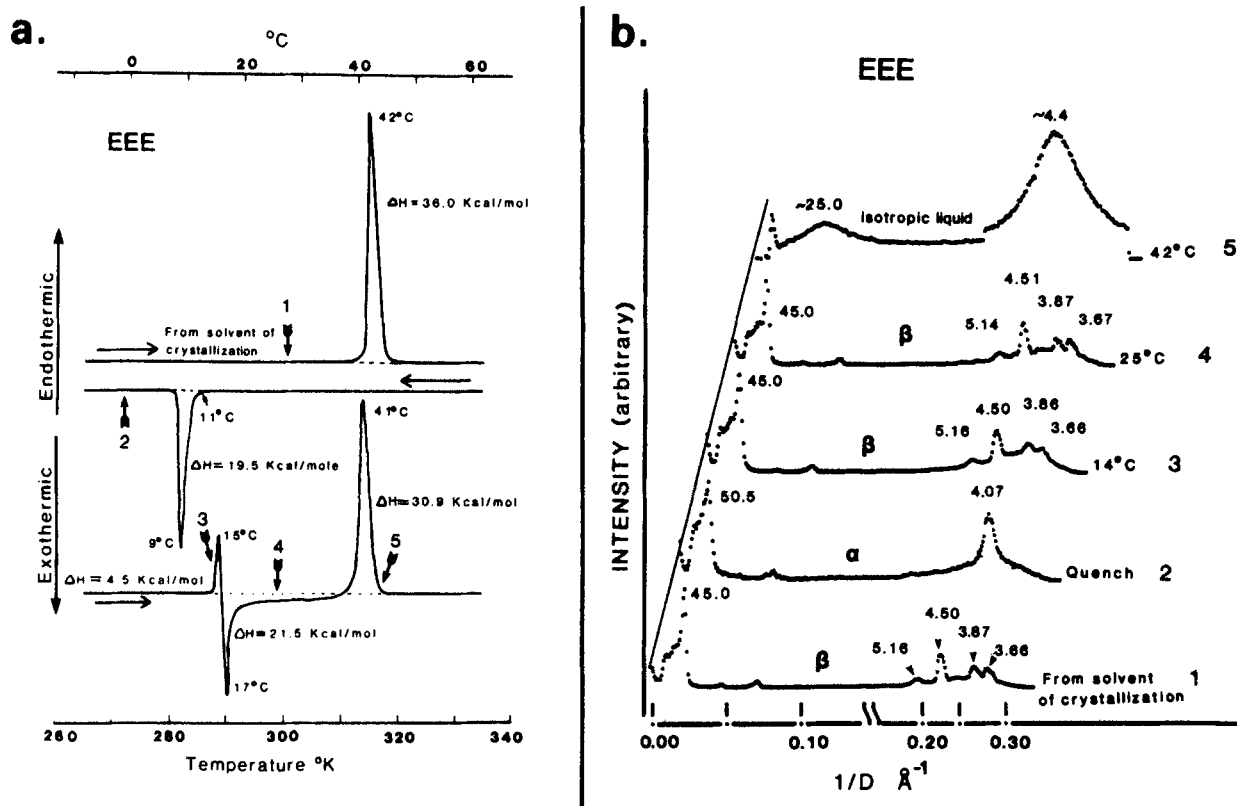 a.
°C
0 20 40 60
EEE
42°C
ΔH=36.0 Kcal/mol
Endothermic
1
From solvent of
crystallization
11°C
2
41°C
ΔH=19.5 Kcal/mole
ΔH=30.9 Kcal/mol
Exothermic
9°C
3
15°C
4
5
ΔH=4.5 Kcal/mol
ΔH=21.5 Kcal/mol
17°C
260 280 300 320 340
Temperature °K
b.
EEE
~4.4
~25.0
Isotropic liquid
42°C 5
4.51
3.87
45.0
5.14
3.67
β
25°C 4
45.0
4.50
3.86
5.16
3.66
β
14°C 3
50.5
4.07
α
Quench 2
45.0
4.50
3.87
5.16
3.66
β
From solvent
of crystallization
1
INTENSITY (arbitrary)
0.00 0.10 0.20 0.30
1/D Å⁻¹